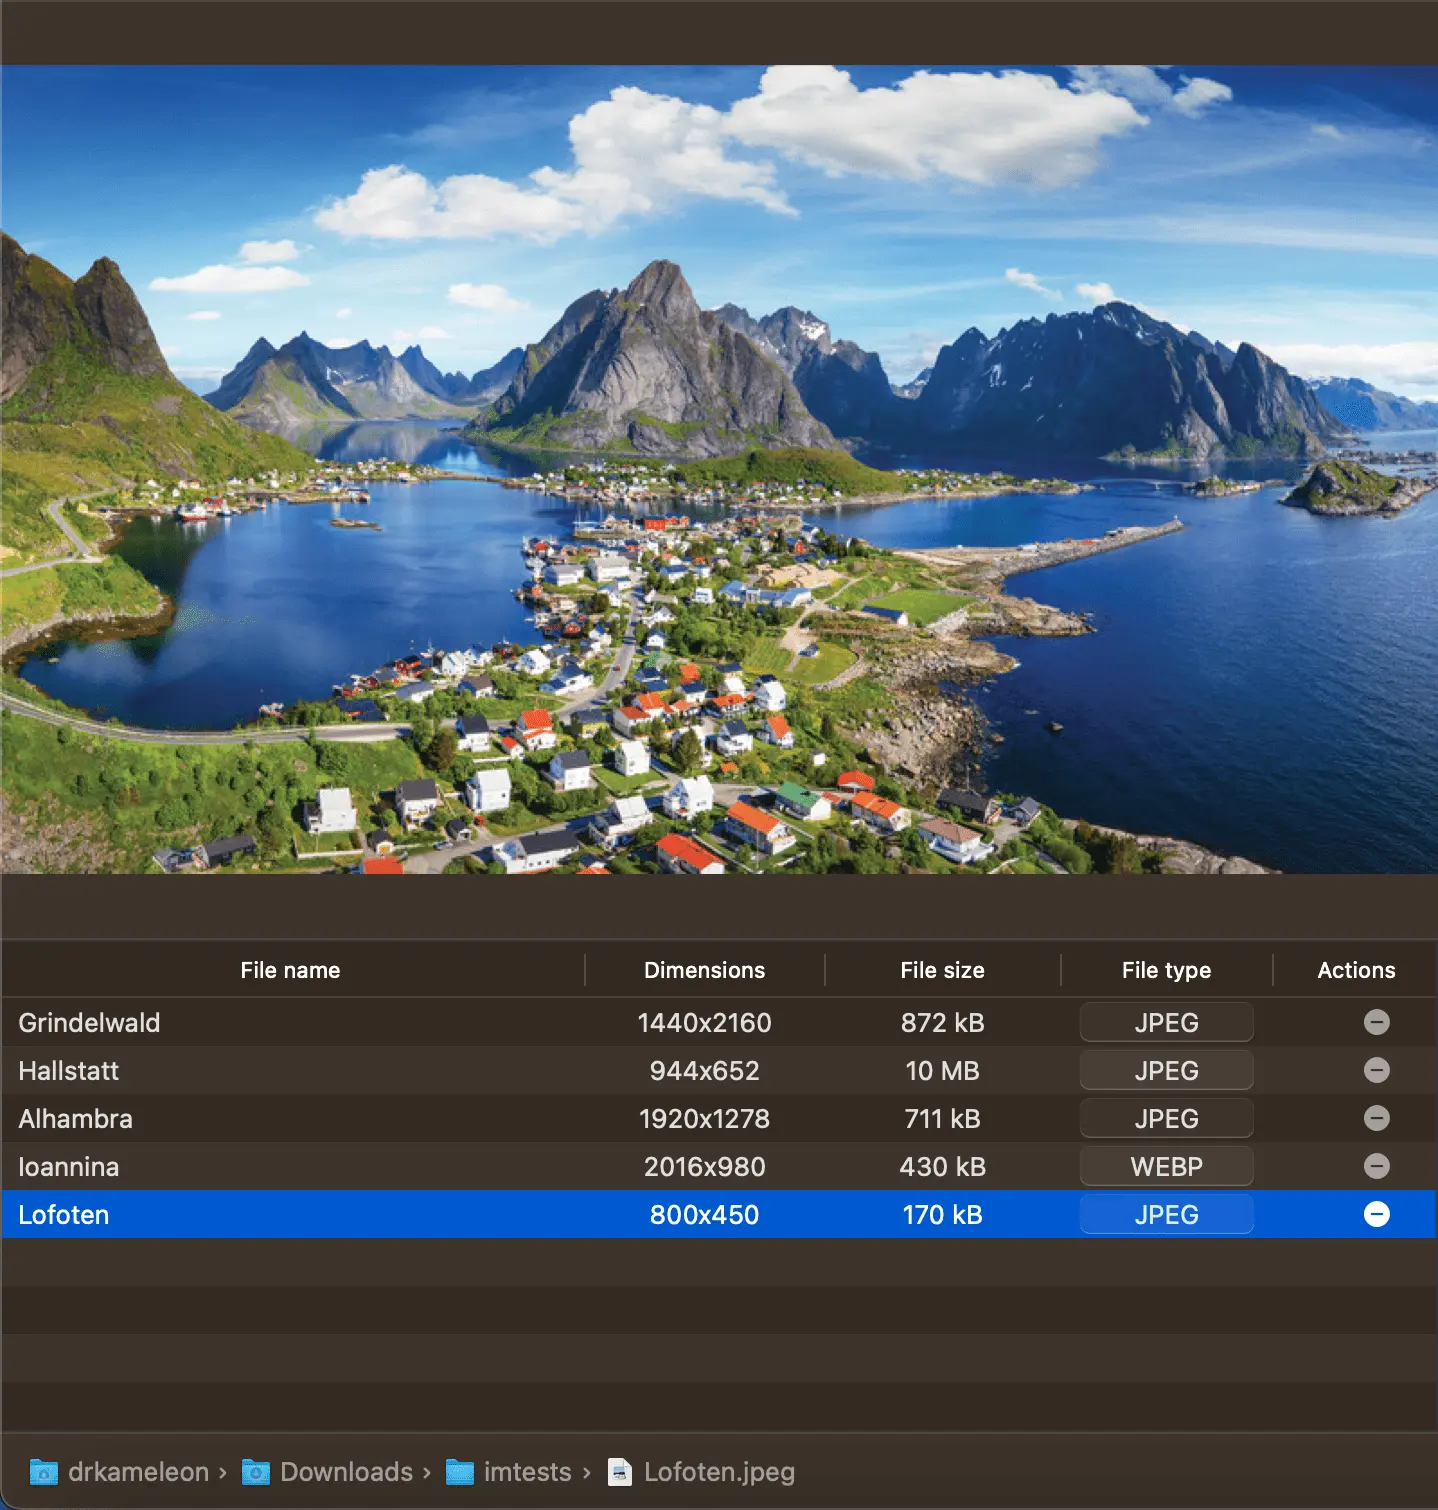 File name Dimensions File size File type Actions
Grindelwald 1440x2160 872 kB JPEG
Hallstatt 944x652 10 MB JPEG
Alhambra 1920x1278 711 kB JPEG
Ioannina 2016x980 430 kB WEBP
Lofoten 800x450 170 kB JPEG
drkameleon › Downloads › imtests › Lofoten.jpeg